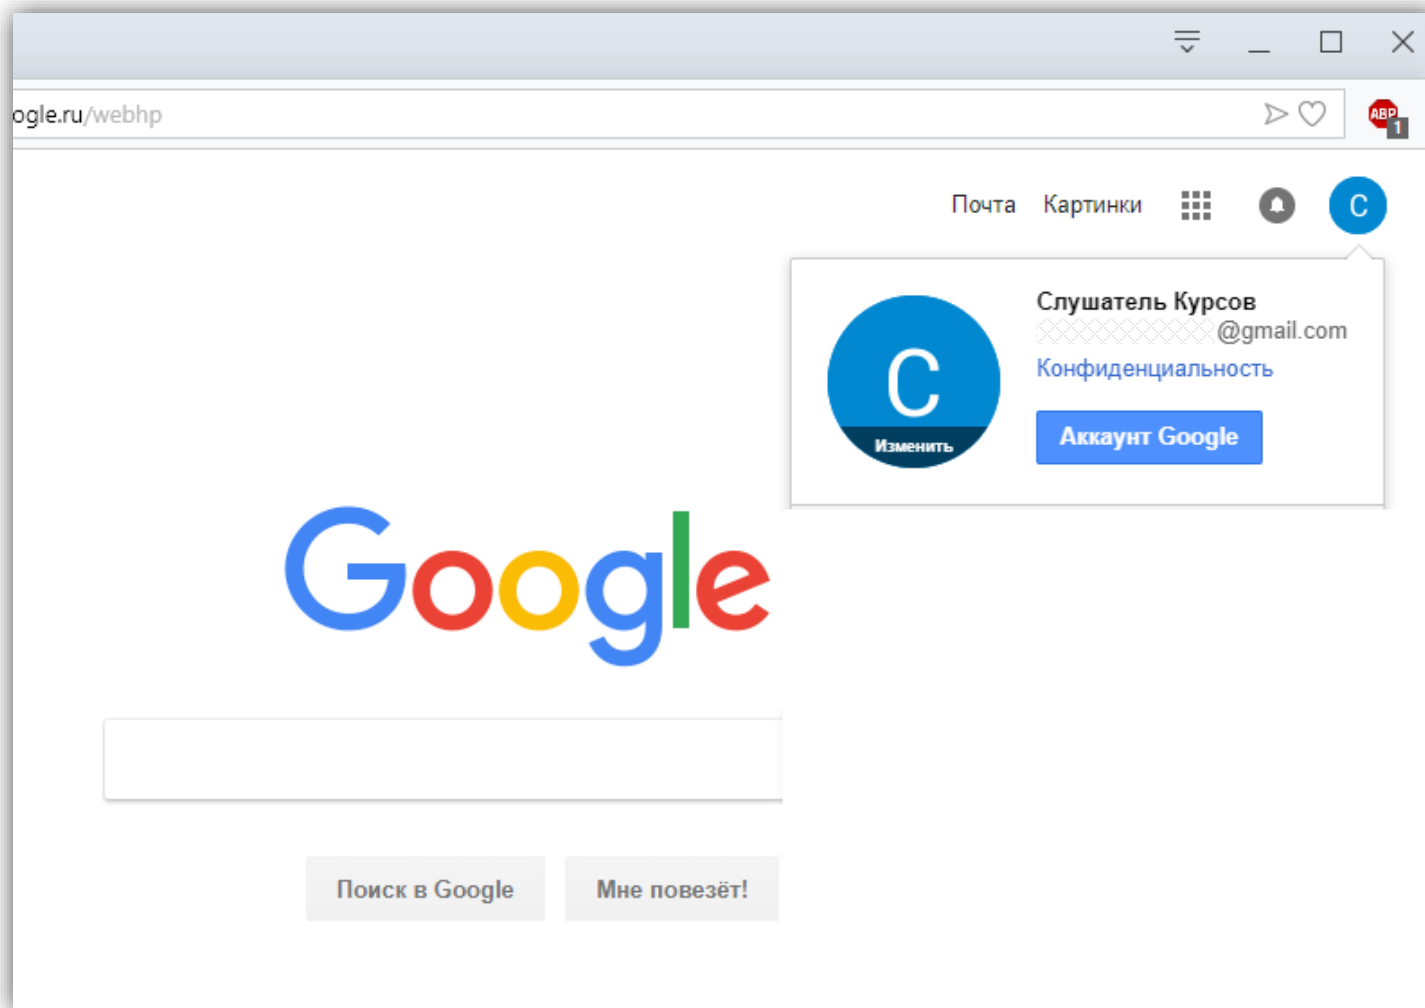 ogle.ru/webhp
ABP
1
Почта Картинки
С
Слушатель Курсов
@gmail.com
Конфиденциальность
С
Изменить
Аккаунт Google
Google
Поиск в Google Мне повезёт!